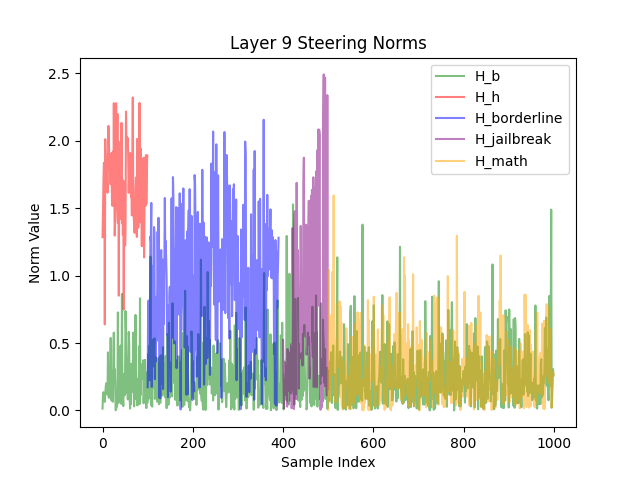 Layer 9 Steering Norms
2.5
2.0
1.5
1.0
0.5
0.0
Norm Value
H_b
H_h
H_borderline
H_jailbreak
H_math
0
200
400
600
800
1000
Sample Index